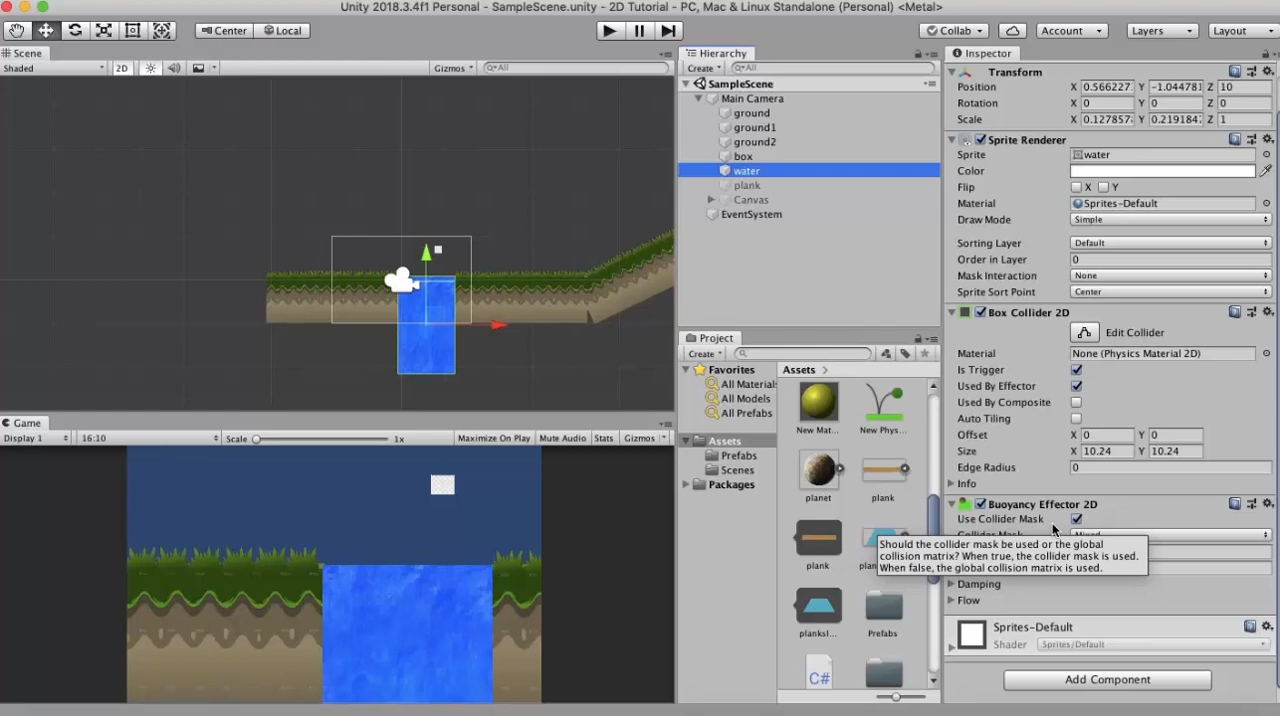 Unity 2018.3.4f1 Personal - SampleScene.unity - 2D Tutorial - PC, Mac & Linux Standalone (Personal) <Metal>
Center Local Collab Account Layers Layout
Scene
Shaded 2D Gizmos All
Game
Display 1 16:10 Scale 1x Maximize On Play Mute Audio Stats Gizmos
Hierarchy
Create All
SampleScene
Main Camera
ground
ground1
ground2
box
water
plank
Canvas
EventSystem
Project
Create
Favorites
All Materials
All Models
All Prefabs
Assets
Prefabs
Scenes
Packages
Assets
New Mat... New Phys...
planet plank
plank
planksl... Prefabs
C#
Inspector
Transform
Position X 0.566227 Y -1.044781 Z 10
Rotation X 0 Y 0 Z 0
Scale X 0.127857 Y 0.219184 Z 1
Sprite Renderer
Sprite water
Color
Flip X Y
Material Sprites-Default
Draw Mode Simple
Sorting Layer Default
Order in Layer 0
Mask Interaction None
Sprite Sort Point Center
Box Collider 2D
Edit Collider
Material None (Physics Material 2D)
Is Trigger
Used By Effector
Used By Composite
Auto Tiling
Offset X 0 Y 0
Size X 10.24 Y 10.24
Edge Radius 0
Info
Buoyancy Effector 2D
Use Collider Mask
Should the collider mask be used or the global
collision matrix? When true, the collider mask is used.
When false, the global collision matrix is used.
Damping
Flow
Sprites-Default
Shader Sprites/Default
Add Component